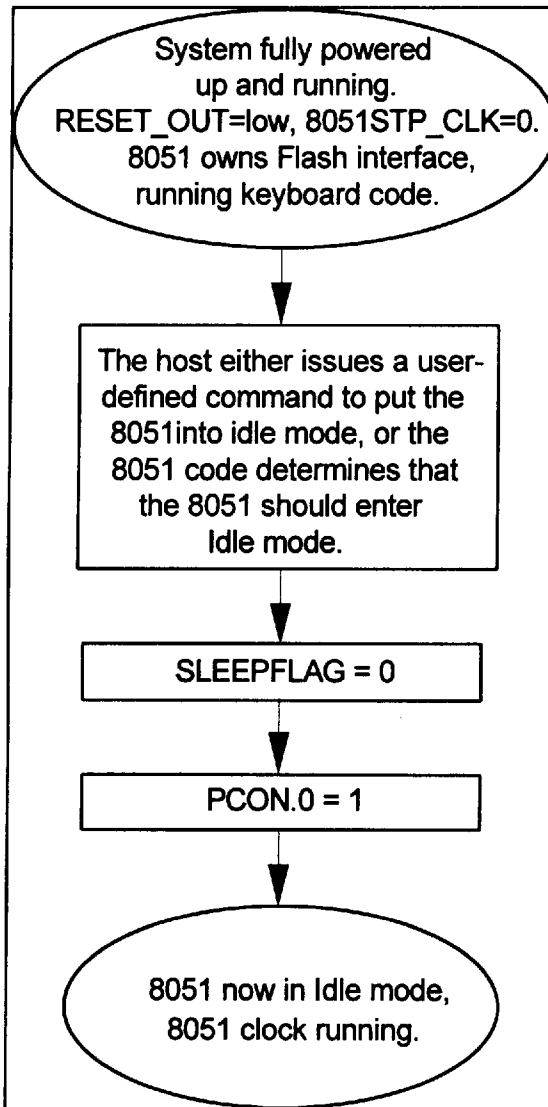 System fully powered
up and running.
RESET_OUT=low, 8051STP_CLK=0.
8051 owns Flash interface,
running keyboard code.
The host either issues a user-
defined command to put the
8051into idle mode, or the
8051 code determines that
the 8051 should enter
Idle mode.
SLEEPFLAG = 0
PCON.0 = 1
8051 now in Idle mode,
8051 clock running.